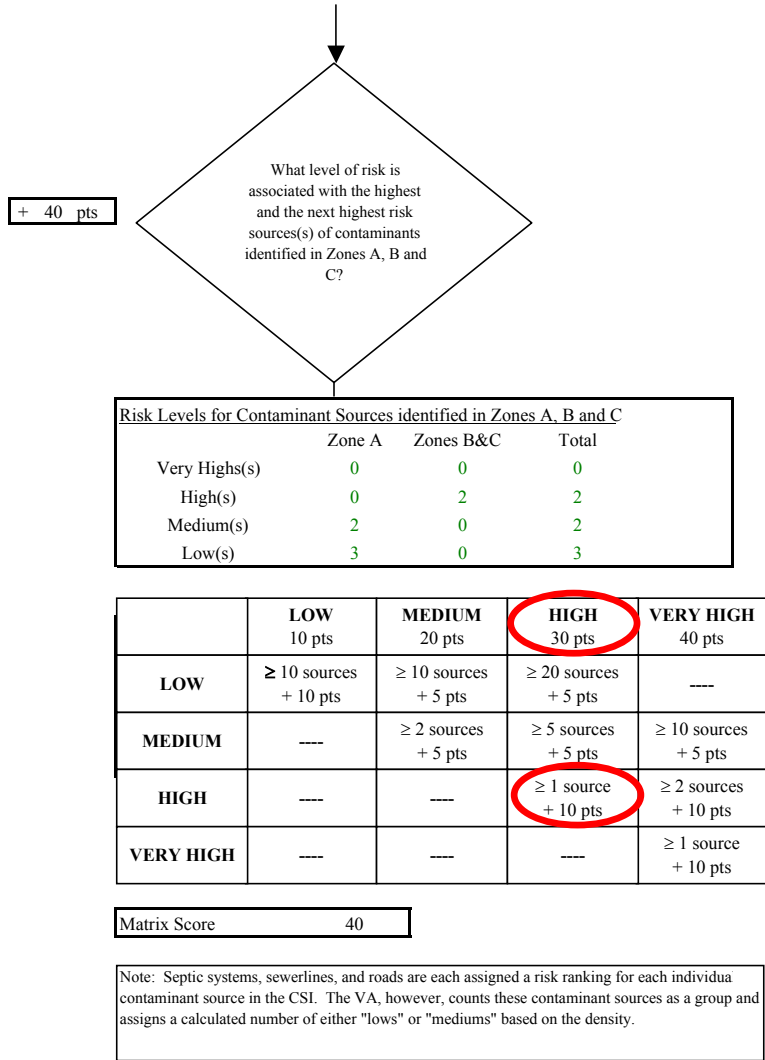 What level of risk is
associated with the highest
and the next highest risk
sources(s) of contaminants
identified in Zones A, B and
C?
+ 40 pts
Risk Levels for Contaminant Sources identified in Zones A, B and C
Zone A Zones B&C Total
Very Highs(s) 0 0 0
High(s) 0 2 2
Medium(s) 2 0 2
Low(s) 3 0 3
LOW MEDIUM HIGH VERY HIGH
10 pts 20 pts 30 pts 40 pts
LOW ≥ 10 sources ≥ 10 sources ≥ 20 sources ----
+ 10 pts + 5 pts + 5 pts
MEDIUM ---- ≥ 2 sources ≥ 5 sources ≥ 10 sources
+ 5 pts + 5 pts + 5 pts
HIGH ---- ---- ≥ 1 source ≥ 2 sources
+ 10 pts + 10 pts
VERY HIGH ---- ---- ---- ≥ 1 source
+ 10 pts
Matrix Score 40
Note: Septic systems, sewerlines, and roads are each assigned a risk ranking for each individua
contaminant source in the CSI. The VA, however, counts these contaminant sources as a group and
assigns a calculated number of either "lows" or "mediums" based on the density.